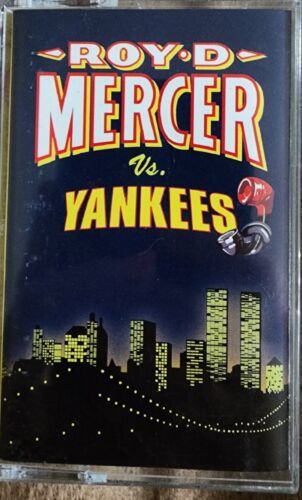 ROY·D
MERCER
Vs.
YANKEES